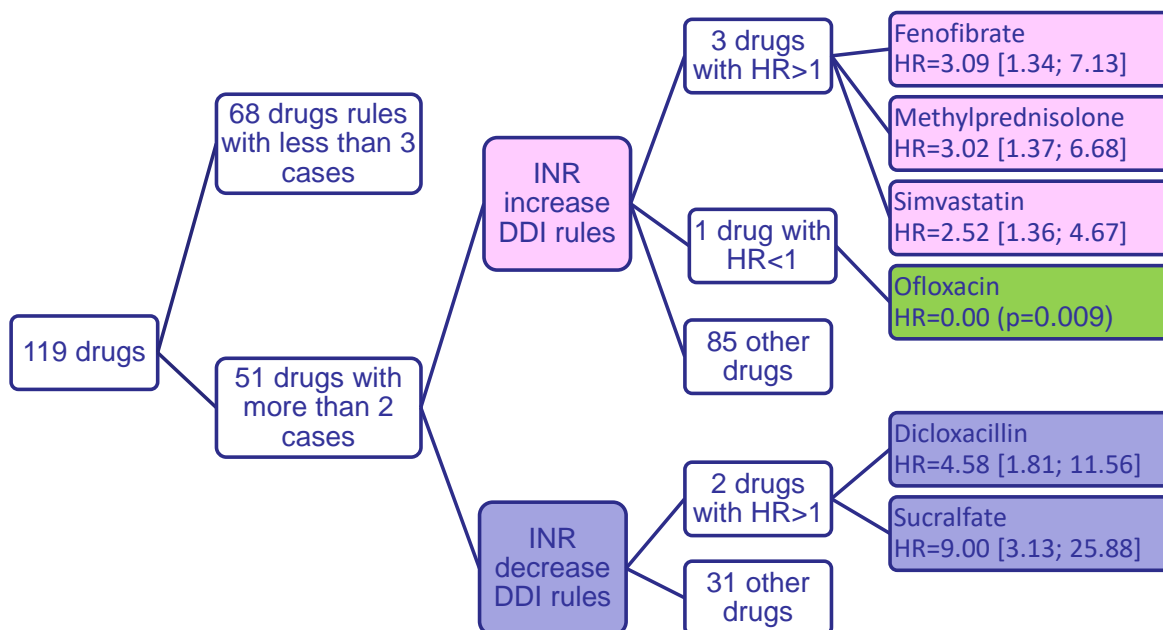 119 drugs
68 drugs rules
with less than 3
cases
51 drugs with
more than 2
cases
INR
increase
DDI rules
3 drugs
with HR>1
Fenofibrate
HR=3.09 [1.34; 7.13]
Methylprednisolone
HR=3.02 [1.37; 6.68]
Simvastatin
HR=2.52 [1.36; 4.67]
1 drug with
HR<1
Ofloxacin
HR=0.00 (p=0.009)
85 other
drugs
INR
decrease
DDI rules
2 drugs
with HR>1
Dicloxacillin
HR=4.58 [1.81; 11.56]
Sucralfate
HR=9.00 [3.13; 25.88]
31 other
drugs